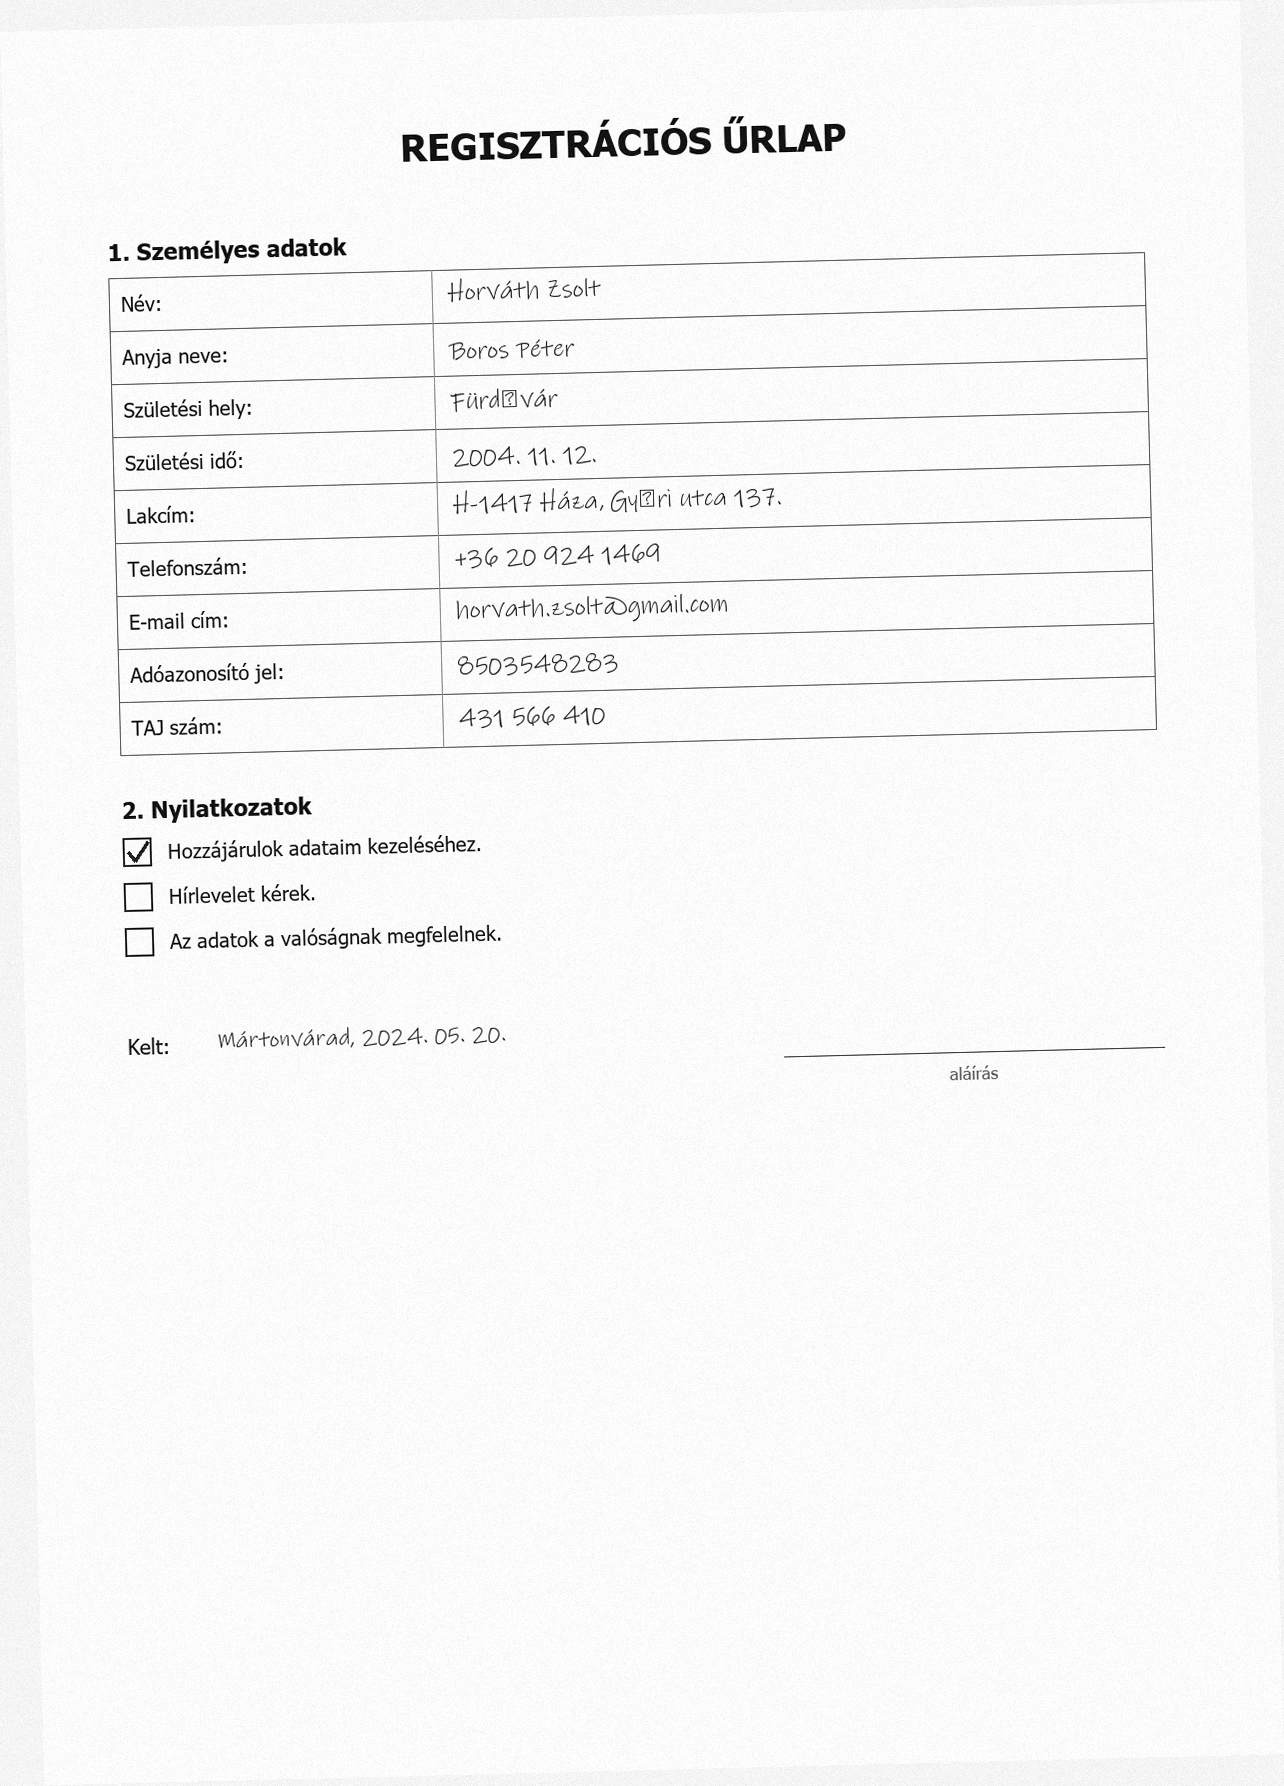 REGISZTRÁCIÓS ŰRLAP
1. Személyes adatok
Név: Horváth Zsolt
Anyja neve: Boros Péter
Születési hely:
Születési idő: 2004. 11. 12.
Lakcím: H-1417 Háza, utca 137.
Telefonszám: +36 20 924 1469
E-mail cím: horvath.zsolt@gmail.com
Adóazonosító jel: 8503548283
TAJ szám: 431 566 410
2. Nyilatkozatok
Hozzájárulok adataim kezeléséhez.
Hírlevelet kérek.
Az adatok a valóságnak megfelelnek.
Kelt: Mártonvárad, 2024. 05. 20.
aláírás